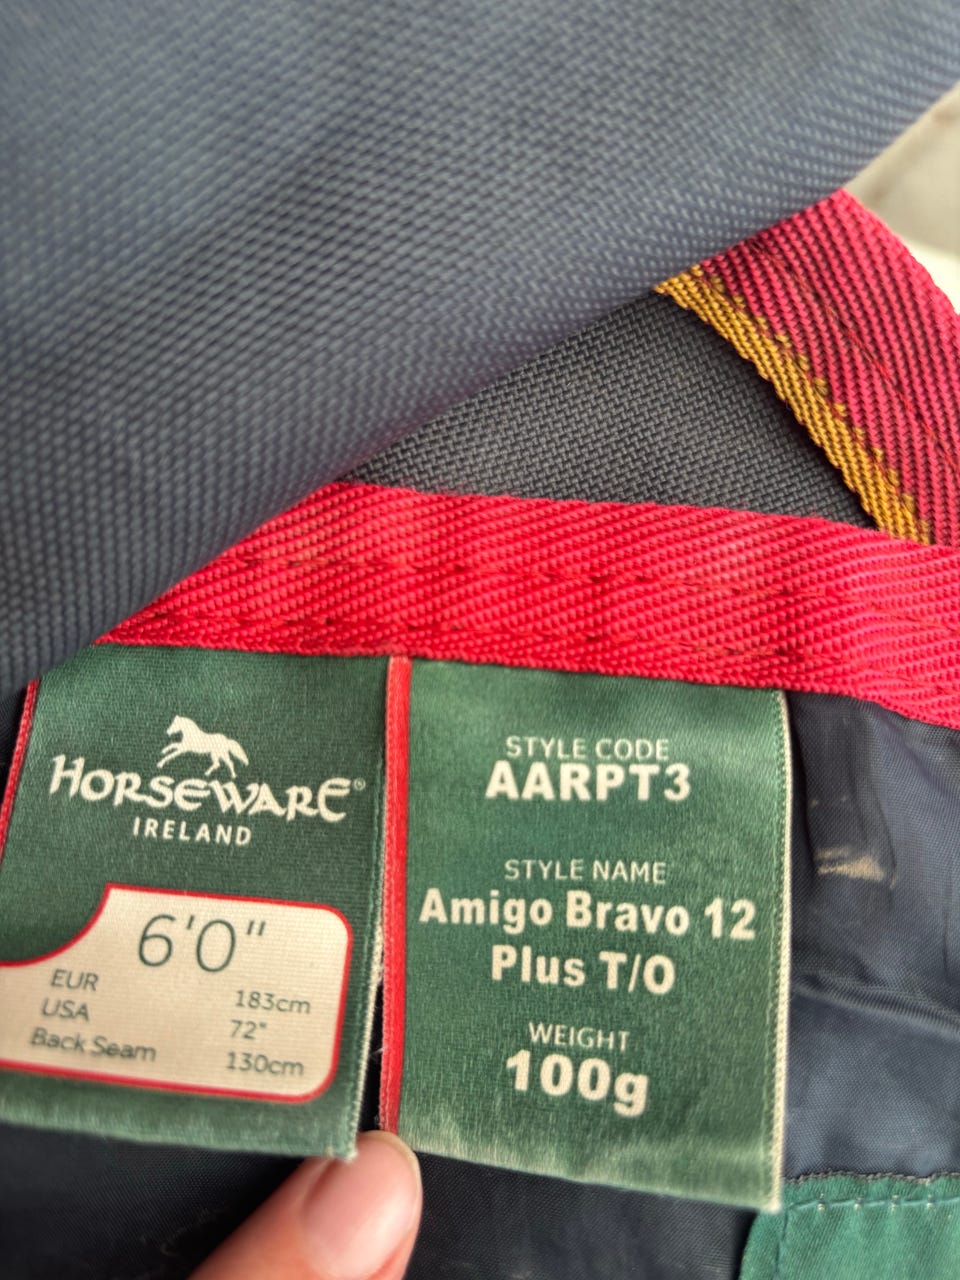 HORSEWARE®
IRELAND
6'0"
EUR 183cm
USA 72"
Back Seam 130cm
STYLE CODE
AARPT3
STYLE NAME
Amigo Bravo 12
Plus T/O
WEIGHT
100g